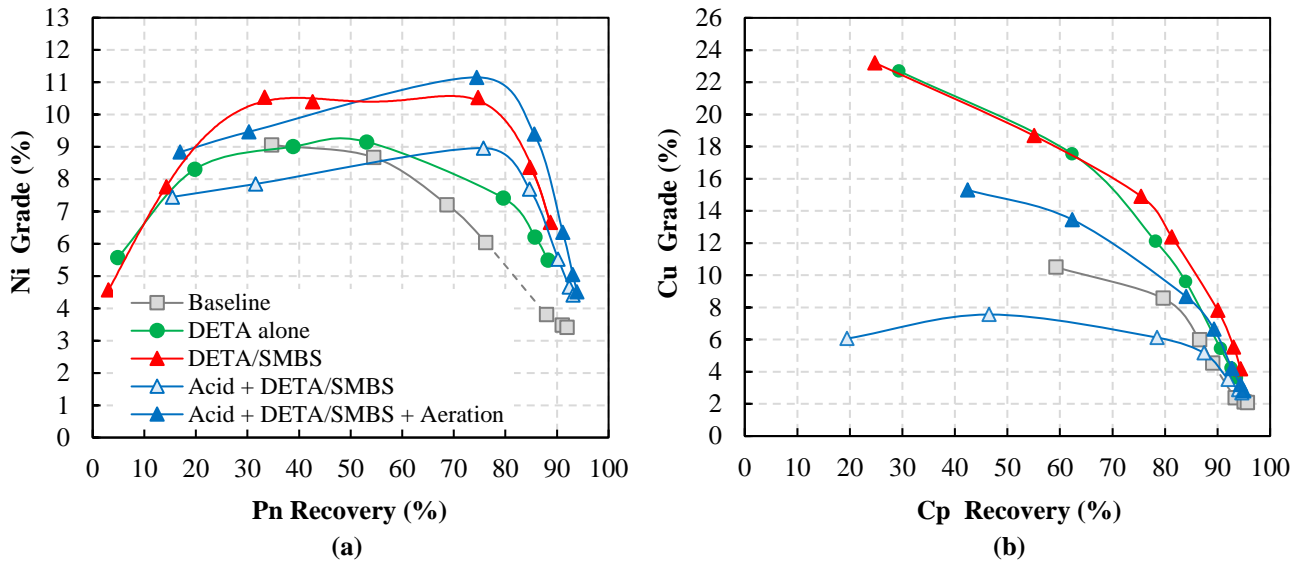 13
12
11
10
9
8
7
6
5
4
3
2
1
0
Ni Grade (%)
Baseline
DETA alone
DETA/SMBS
Acid + DETA/SMBS
Acid + DETA/SMBS + Aeration
0 10 20 30 40 50 60 70 80 90 100
Pn Recovery (%)
(a)
26
24
22
20
18
16
14
12
10
8
6
4
2
0
Cu Grade (%)
0 10 20 30 40 50 60 70 80 90 100
Cp Recovery (%)
(b)